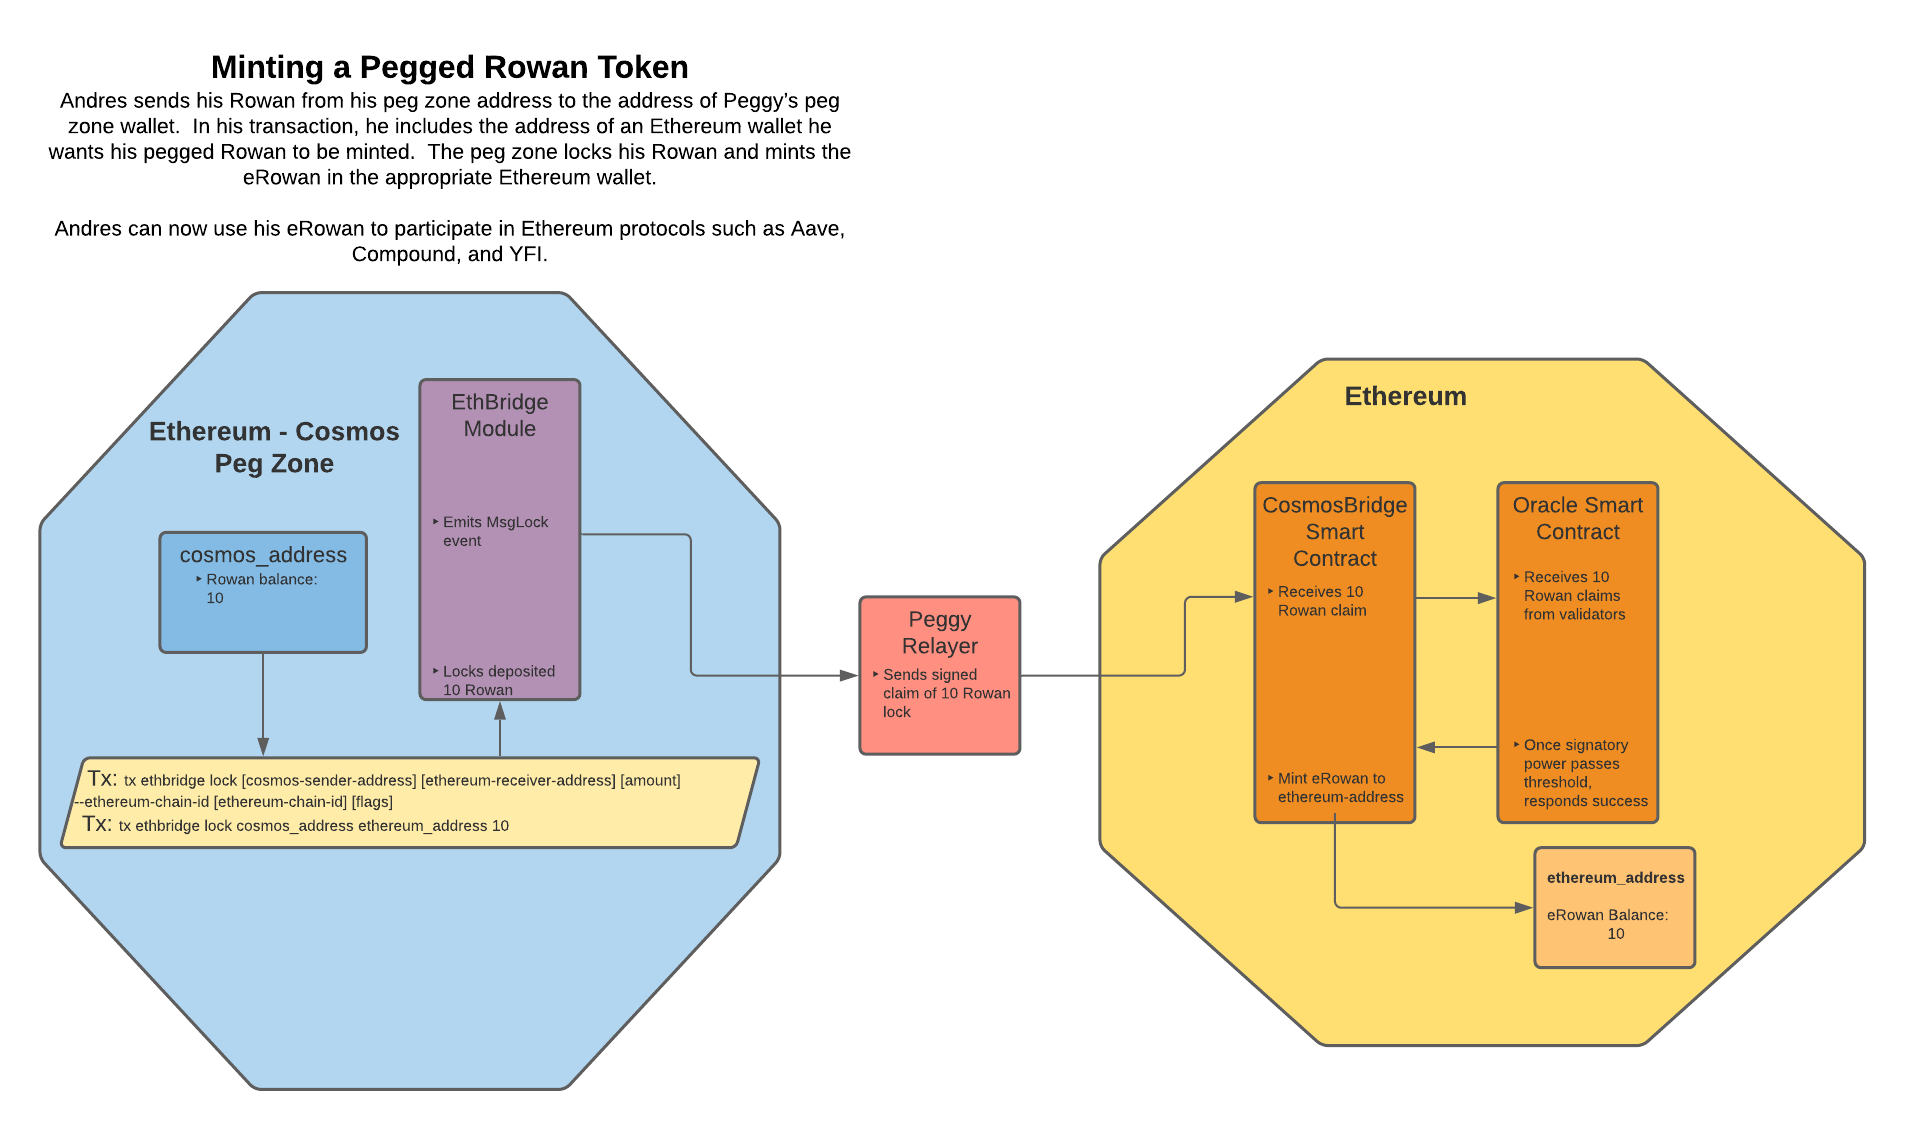 Minting a Pegged Rowan Token
Andres sends his Rowan from his peg zone address to the address of Peggy's peg
zone wallet.  In his transaction, he includes the address of an Ethereum wallet he
wants his pegged Rowan to be minted.  The peg zone locks his Rowan and mints the
eRowan in the appropriate Ethereum wallet.
Andres can now use his eRowan to participate in Ethereum protocols such as Aave,
Compound, and YFI.
Ethereum - Cosmos
Peg Zone
cosmos_address
‣ Rowan balance:
10
EthBridge
Module
‣ Emits MsgLock
event
‣ Locks deposited
10 Rowan
Tx: tx ethbridge lock [cosmos-sender-address] [ethereum-receiver-address] [amount]
--ethereum-chain-id [ethereum-chain-id] [flags]
Tx: tx ethbridge lock cosmos_address ethereum_address 10
Peggy
Relayer
‣ Sends signed
claim of 10 Rowan
lock
Ethereum
CosmosBridge
Smart
Contract
‣ Receives 10
Rowan claim
‣ Mint eRowan to
ethereum-address
Oracle Smart
Contract
‣ Receives 10
Rowan claims
from validators
‣ Once signatory
power passes
threshold,
responds success
ethereum_address
eRowan Balance:
10